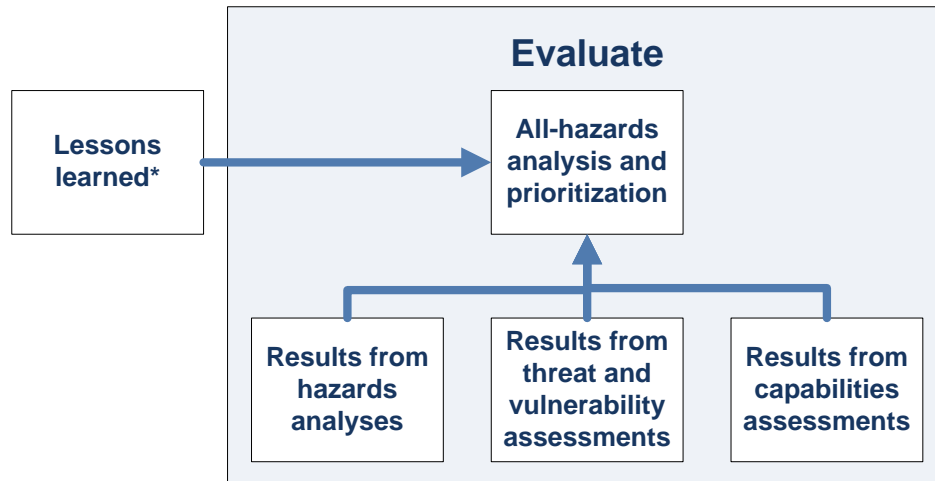 Evaluate
Lessons
learned*
All-hazards
analysis and
prioritization
Results from
hazards
analyses
Results from
threat and
vulnerability
assessments
Results from
capabilities
assessments